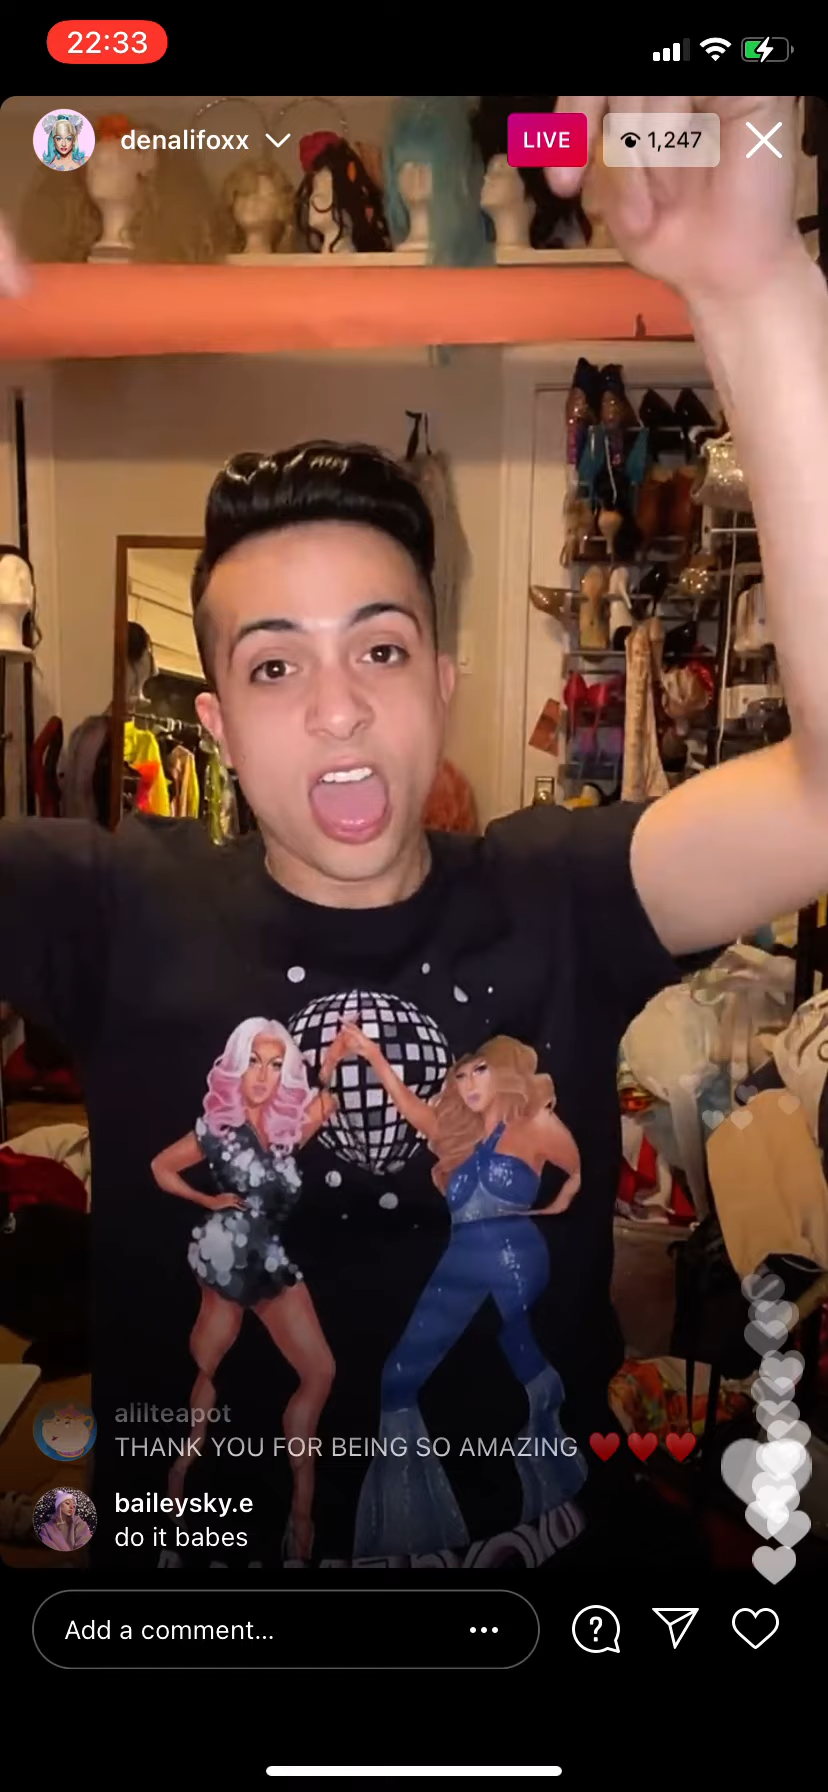 22:33
denalifoxx
LIVE
1,247
alilteapot
THANK YOU FOR BEING SO AMAZING ❤️❤️❤️
baileysky.e
do it babes
Add a comment...